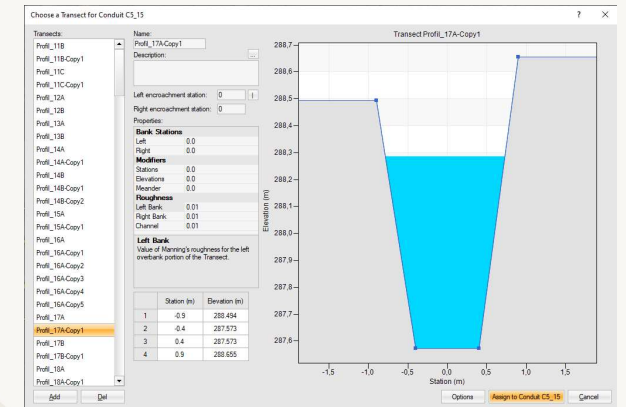 Choose a Transect for Conduit C5_15
? ×
Transects:
Profil_11B
Profil_11B-Copy1
Profil_11C
Profil_11C-Copy1
Profil_12A
Profil_12B
Profil_13A
Profil_13B
Profil_14A
Profil_14A-Copy1
Profil_14B
Profil_14B-Copy1
Profil_14B-Copy2
Profil_15A
Profil_15A-Copy1
Profil_16A
Profil_16A-Copy1
Profil_16A-Copy2
Profil_16A-Copy3
Profil_16A-Copy4
Profil_16A-Copy5
Profil_17A
Profil_17A-Copy1
Profil_17B
Profil_17B-Copy1
Profil_18A
Profil_18A-Copy1
Add Del
Name:
Profil_17A-Copy1
Description:
...
Left encroachment station: 0
Right encroachment station: 0
Properties:
Bank Stations
Left 0.0
Right 0.0
Modifiers
Stations 0.0
Elevations 0.0
Meander 0.0
Roughness
Left Bank 0.01
Right Bank 0.01
Channel 0.01
Left Bank
Value of Manning's roughness for the left
overbank portion of the Transect.
Station (m) Elevation (m)
1 -0.9 288.494
2 -0.4 287.573
3 0.4 287.573
4 0.9 288.655
Transect Profil_17A-Copy1
Elevation (m)
288,7
288,6
288,5
288,4
288,3
288,2
288,1
288,0
287,9
287,8
287,7
287,6
-1,5 -1,0 -0,5 0,0 0,5 1,0 1,5
Station (m)
Options Assign to Conduit C5_15 Cancel